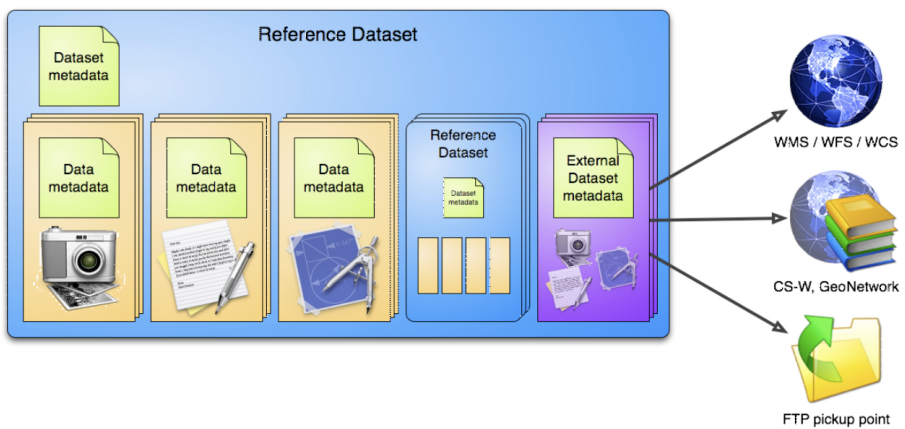 Reference Dataset
Dataset
metadata
Data
metadata
Data
metadata
Data
metadata
Reference
Dataset
Dataset
metadata
External
Dataset
metadata
WMS / WFS / WCS
CS-W, GeoNetwork
FTP pickup point